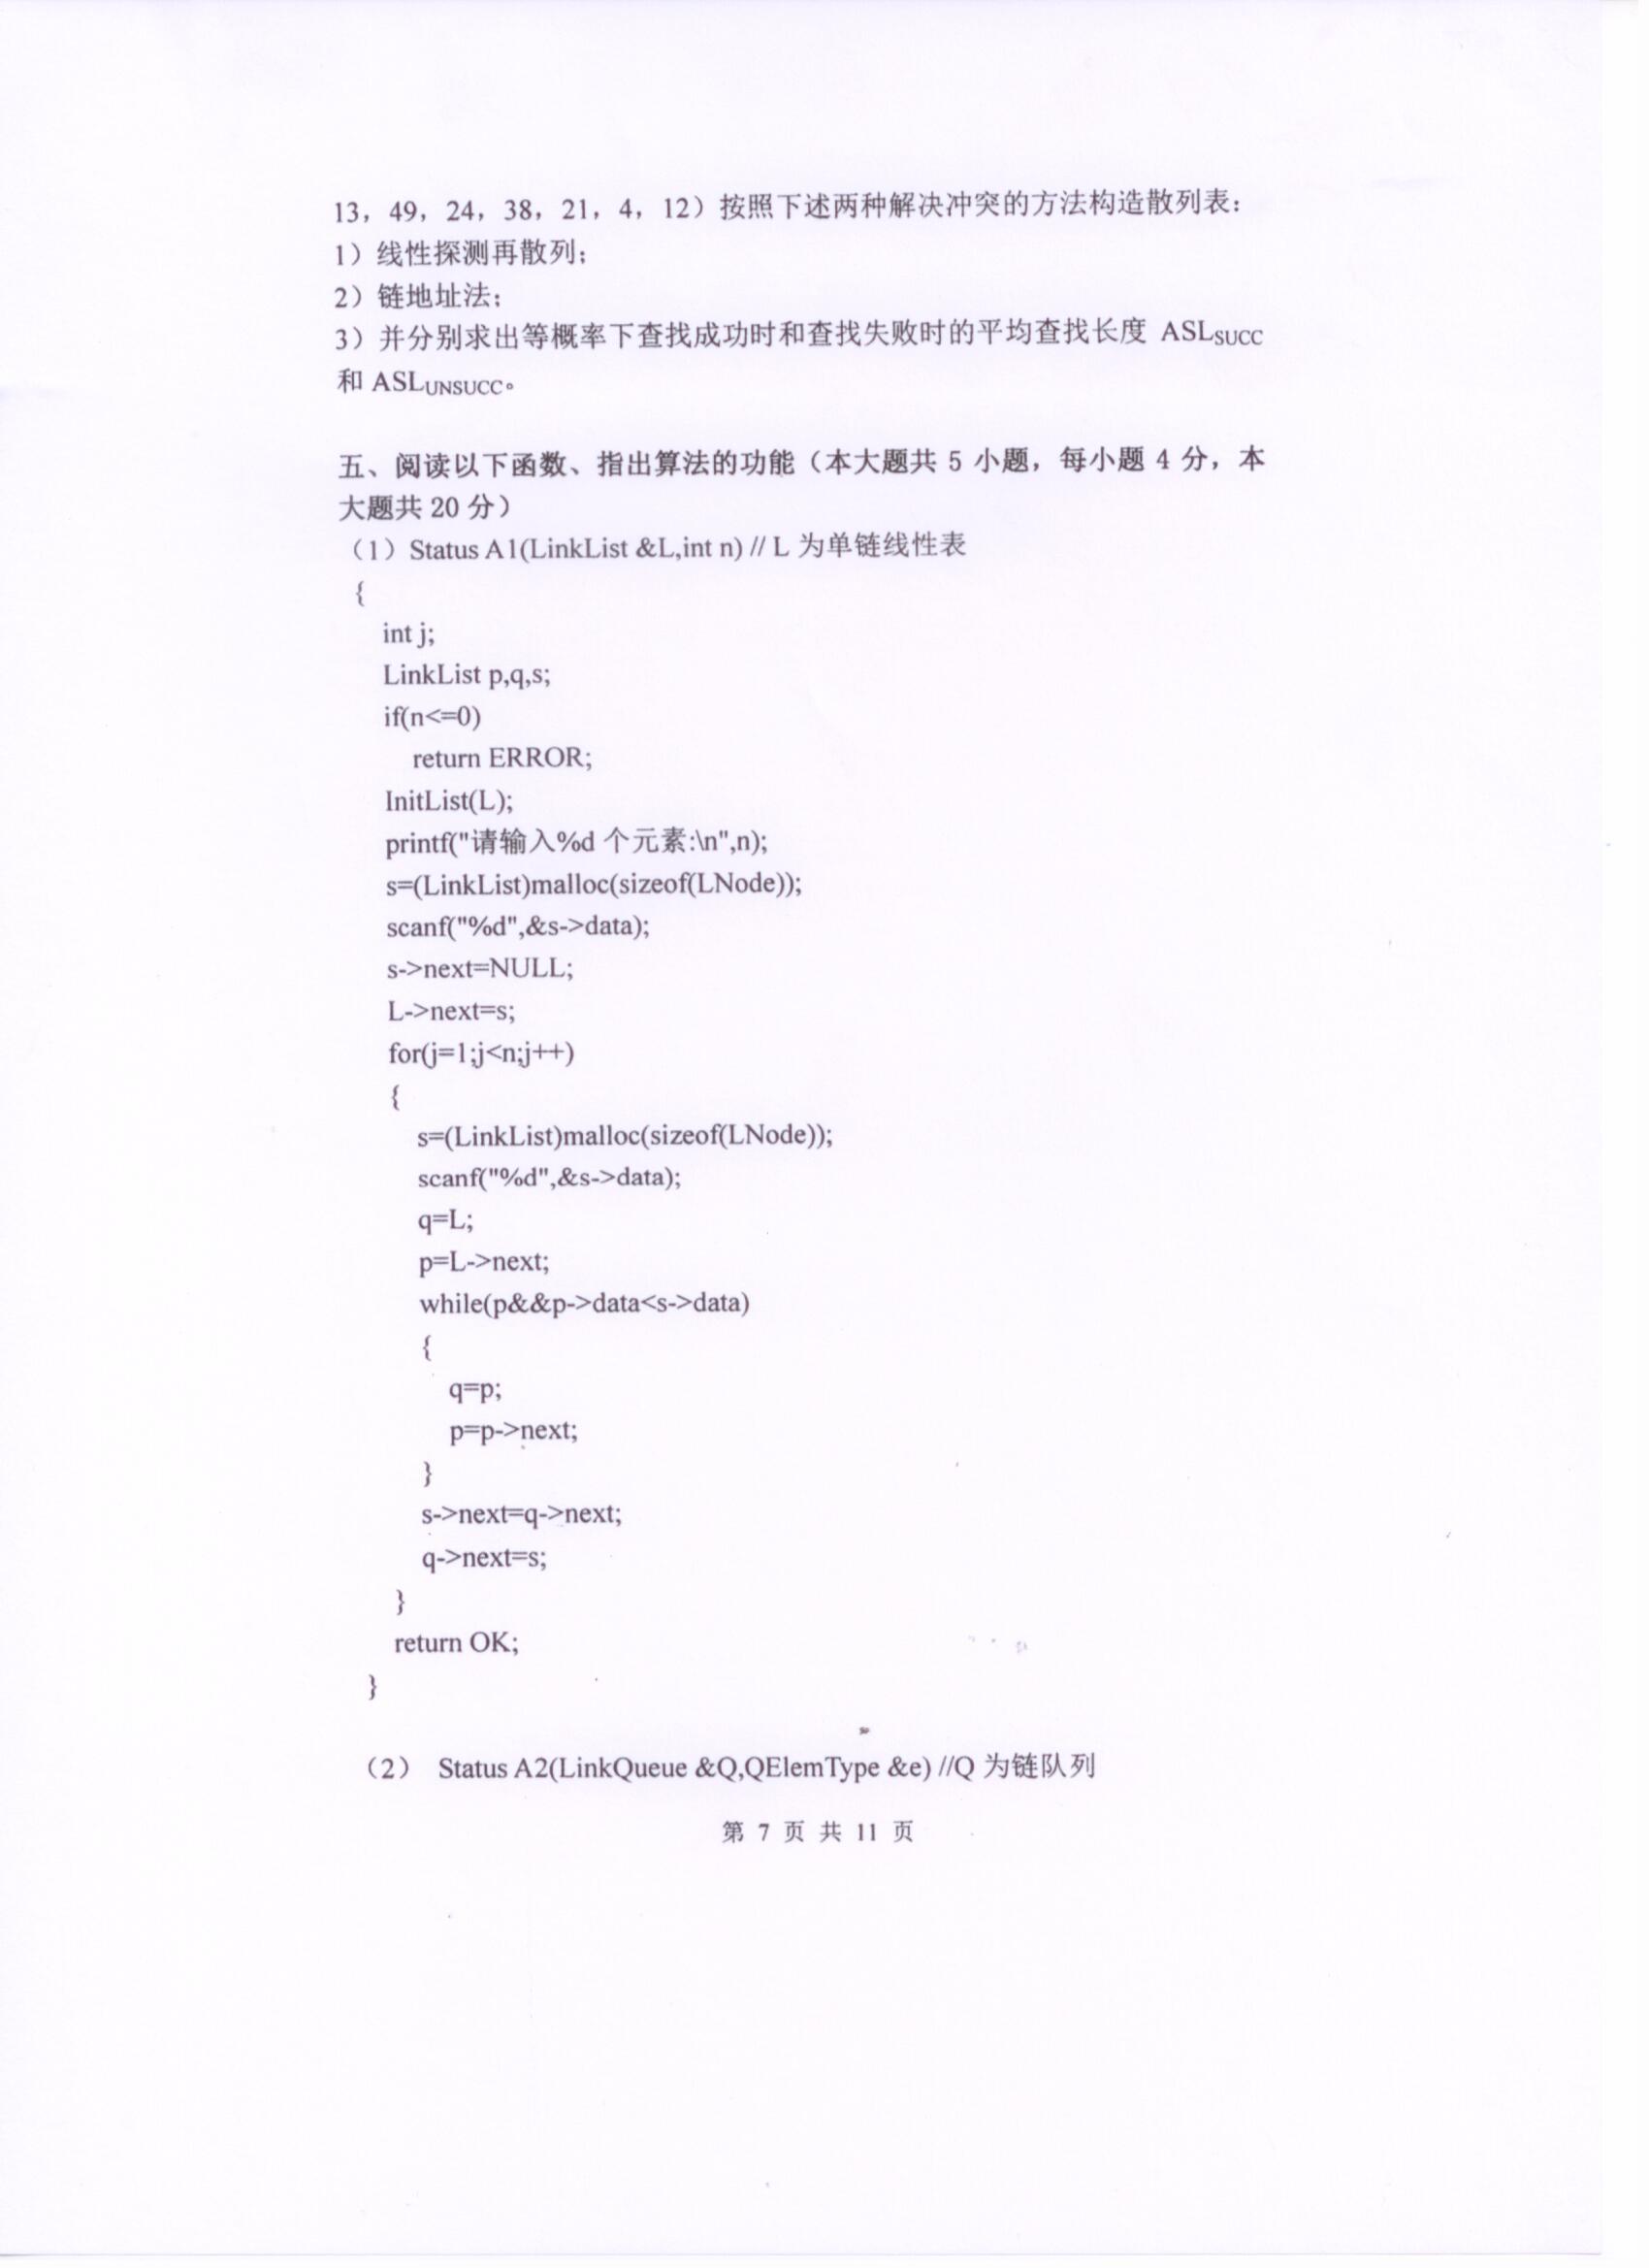 13，49，24，38，21，4，12）按照下述两种解决冲突的方法构造散列表：
1）线性探测再散列；
2）链地址法；
3）并分别求出等概率下查找成功时和查找失败时的平均查找长度 ASLSUCC
和 ASLUNSUCC。
五、阅读以下函数、指出算法的功能（本大题共 5 小题，每小题 4 分，本
大题共 20 分）
（1）Status A1(LinkList &L,int n) // L 为单链线性表
{
int j;
LinkList p,q,s;
if(n<=0)
return ERROR;
InitList(L);
printf("请输入%d 个元素:\n",n);
s=(LinkList)malloc(sizeof(LNode));
scanf("%d",&s->data);
s->next=NULL;
L->next=s;
for(j=1;j<n;j++)
{
s=(LinkList)malloc(sizeof(LNode));
scanf("%d",&s->data);
q=L;
p=L->next;
while(p&&p->data<s->data)
{
q=p;
p=p->next;
}
s->next=q->next;
q->next=s;
}
return OK;
}
（2） Status A2(LinkQueue &Q,QElemType &e) //Q 为链队列
第 7 页 共 11 页